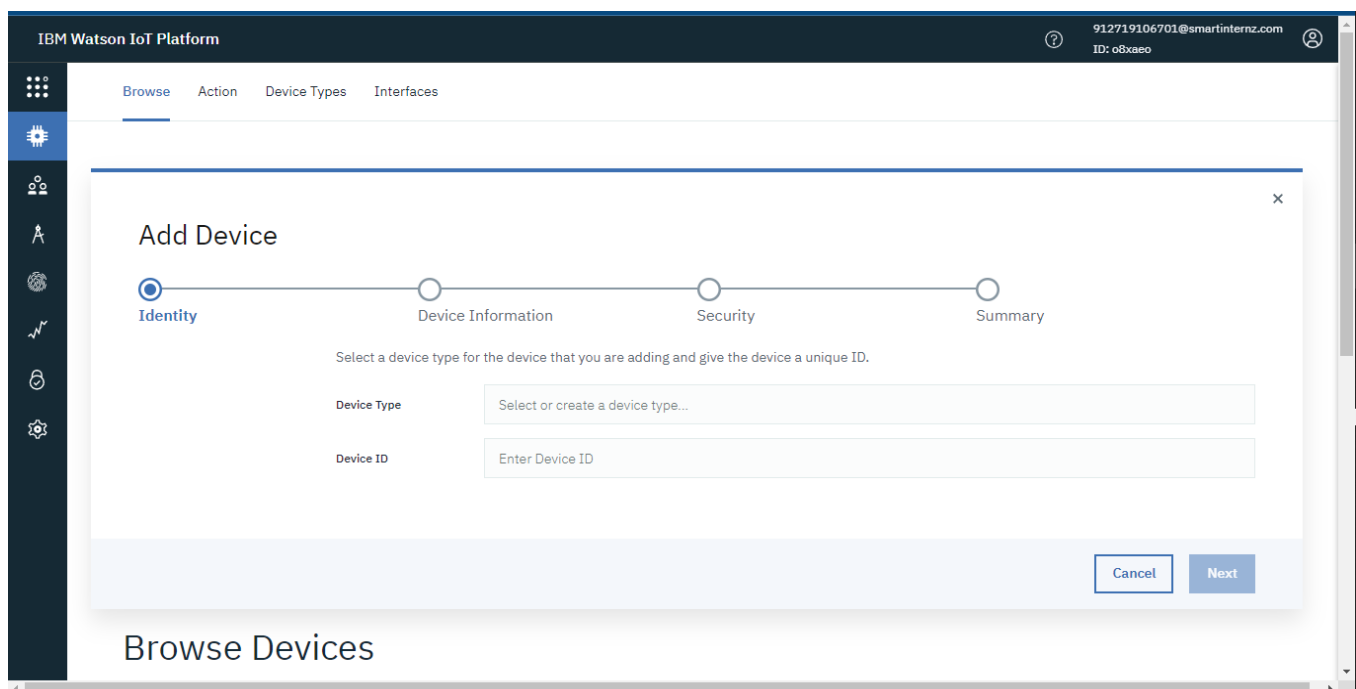 IBM Watson IoT Platform
912719106701@smartinternz.com
ID: o8xaeo
Browse Action Device Types Interfaces
Add Device
Identity Device Information Security Summary
Select a device type for the device that you are adding and give the device a unique ID.
Device Type Select or create a device type...
Device ID Enter Device ID
Cancel Next
Browse Devices